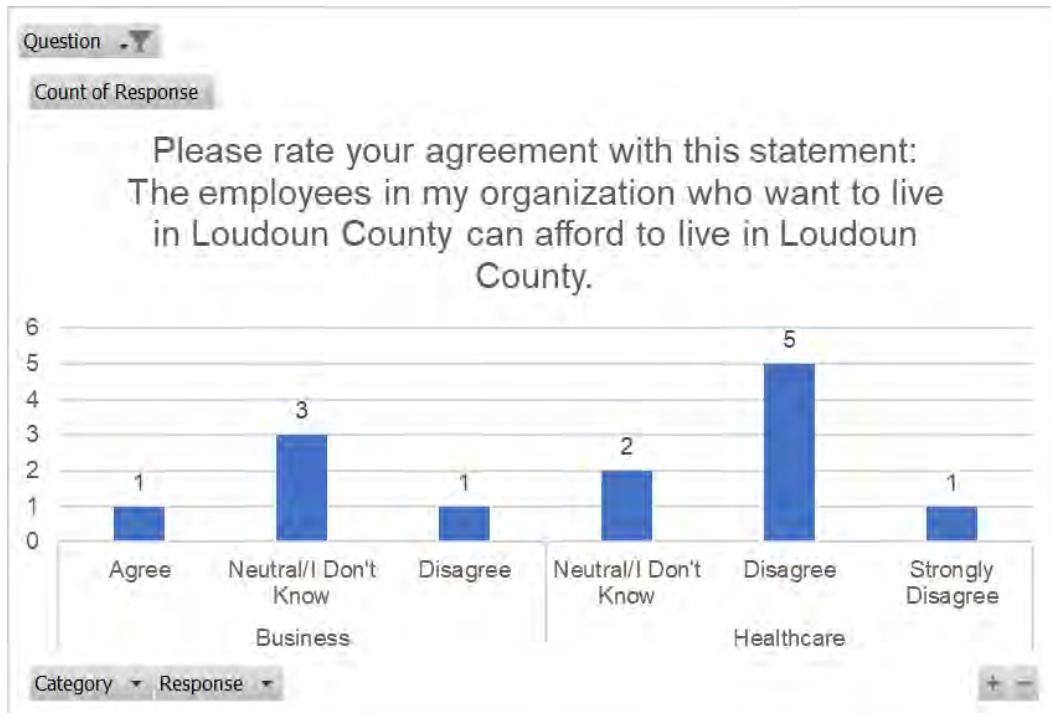 Question
Count of Response
Please rate your agreement with this statement:
The employees in my organization who want to live
in Loudoun County can afford to live in Loudoun
County.
6
5
4
3
2
1
0
1
3
1
2
5
1
Agree
Neutral/I Don't
Know
Disagree
Neutral/I Don't
Know
Disagree
Strongly
Disagree
Business
Healthcare
Category
Response
+ −